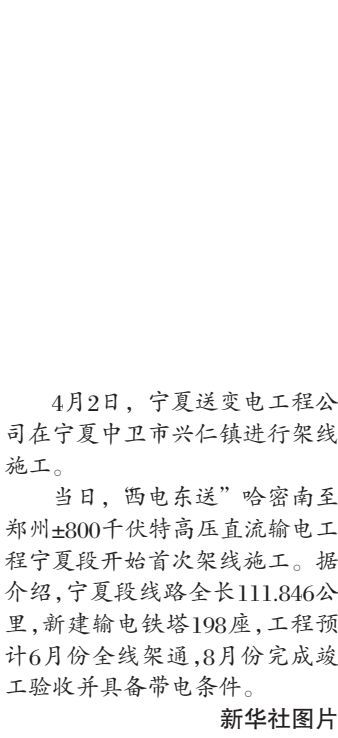 4月2日，宁夏送变电工程公
司在宁夏中卫市兴仁镇进行架线
施工。
当日，“西电东送”哈密南至
郑州±800千伏特高压直流输电工
程宁夏段开始首次架线施工。据
介绍,宁夏段线路全长111.846公
里,新建输电铁塔198座,工程预
计6月份全线架通,8月份完成竣
工验收并具备带电条件。
新华社图片